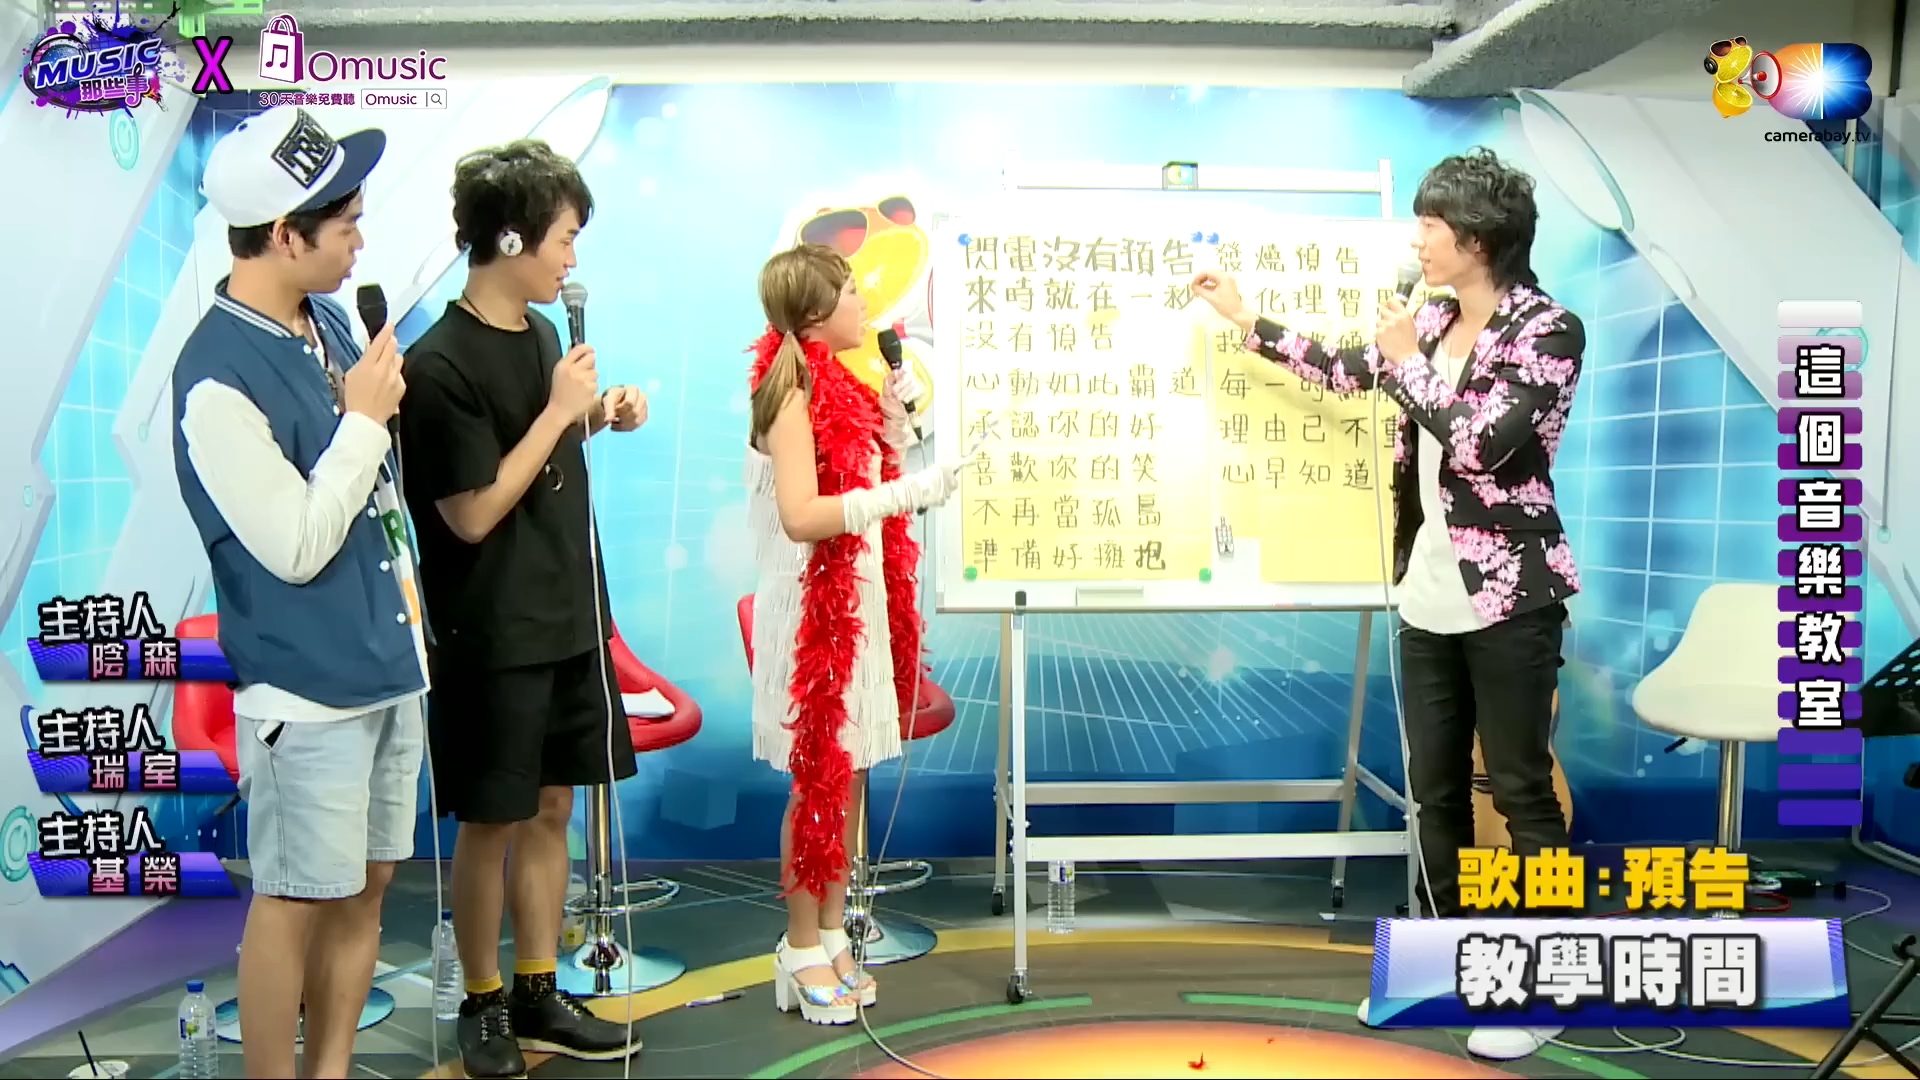 MUSIC
那些事
X
Omusic
30天音樂免費聽 Omusic
camerabay.tv
閃電沒有預告
來時就在一秒
沒有預告
心動如此霸道
承認你的好
喜歡你的笑
不再當孤島
準備好擁抱
發燒預告
化理智
每一
理由已不重
心早知道
這個音樂教室
主持人
陰森
主持人
瑞室
主持人
基榮
歌曲:預告
教學時間